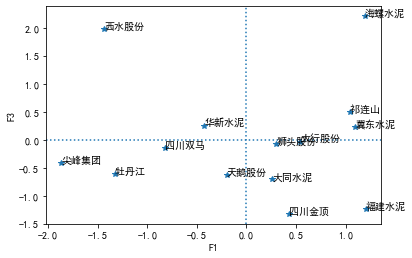 海螺水泥
西水股份
祁连山
华新水泥
冀东水泥
狮头股份
太行股份
四川双马
尖峰集团
牡丹江
天鹅股份
大同水泥
四川金顶
福建水泥
2.0
1.5
1.0
0.5
0.0
−0.5
−1.0
−1.5
F3
−2.0 −1.5 −1.0 −0.5 0.0 0.5 1.0
F1